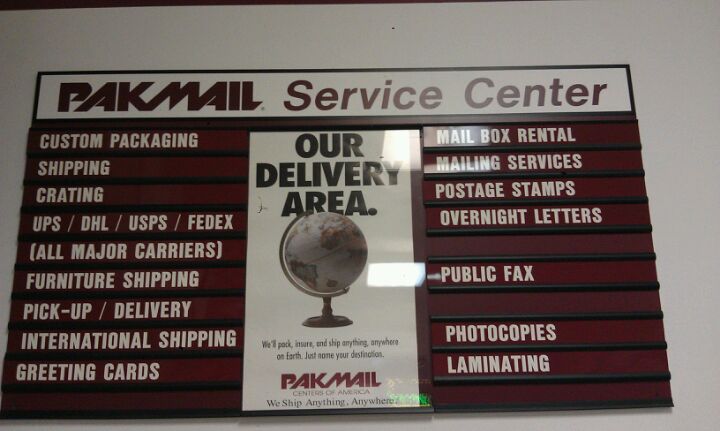 PAKMAIL Service Center
CUSTOM PACKAGING
SHIPPING
CRATING
UPS / DHL / USPS / FEDEX
(ALL MAJOR CARRIERS)
FURNITURE SHIPPING
PICK-UP / DELIVERY
INTERNATIONAL SHIPPING
GREETING CARDS
OUR
DELIVERY
AREA.
We'll pack, insure, and ship anything, anywhere
on Earth. Just name your destination.
PAKMAIL
CENTERS OF AMERICA
We Ship Anything, Anywhere
MAIL BOX RENTAL
MAILING SERVICES
POSTAGE STAMPS
OVERNIGHT LETTERS
PUBLIC FAX
PHOTOCOPIES
LAMINATING